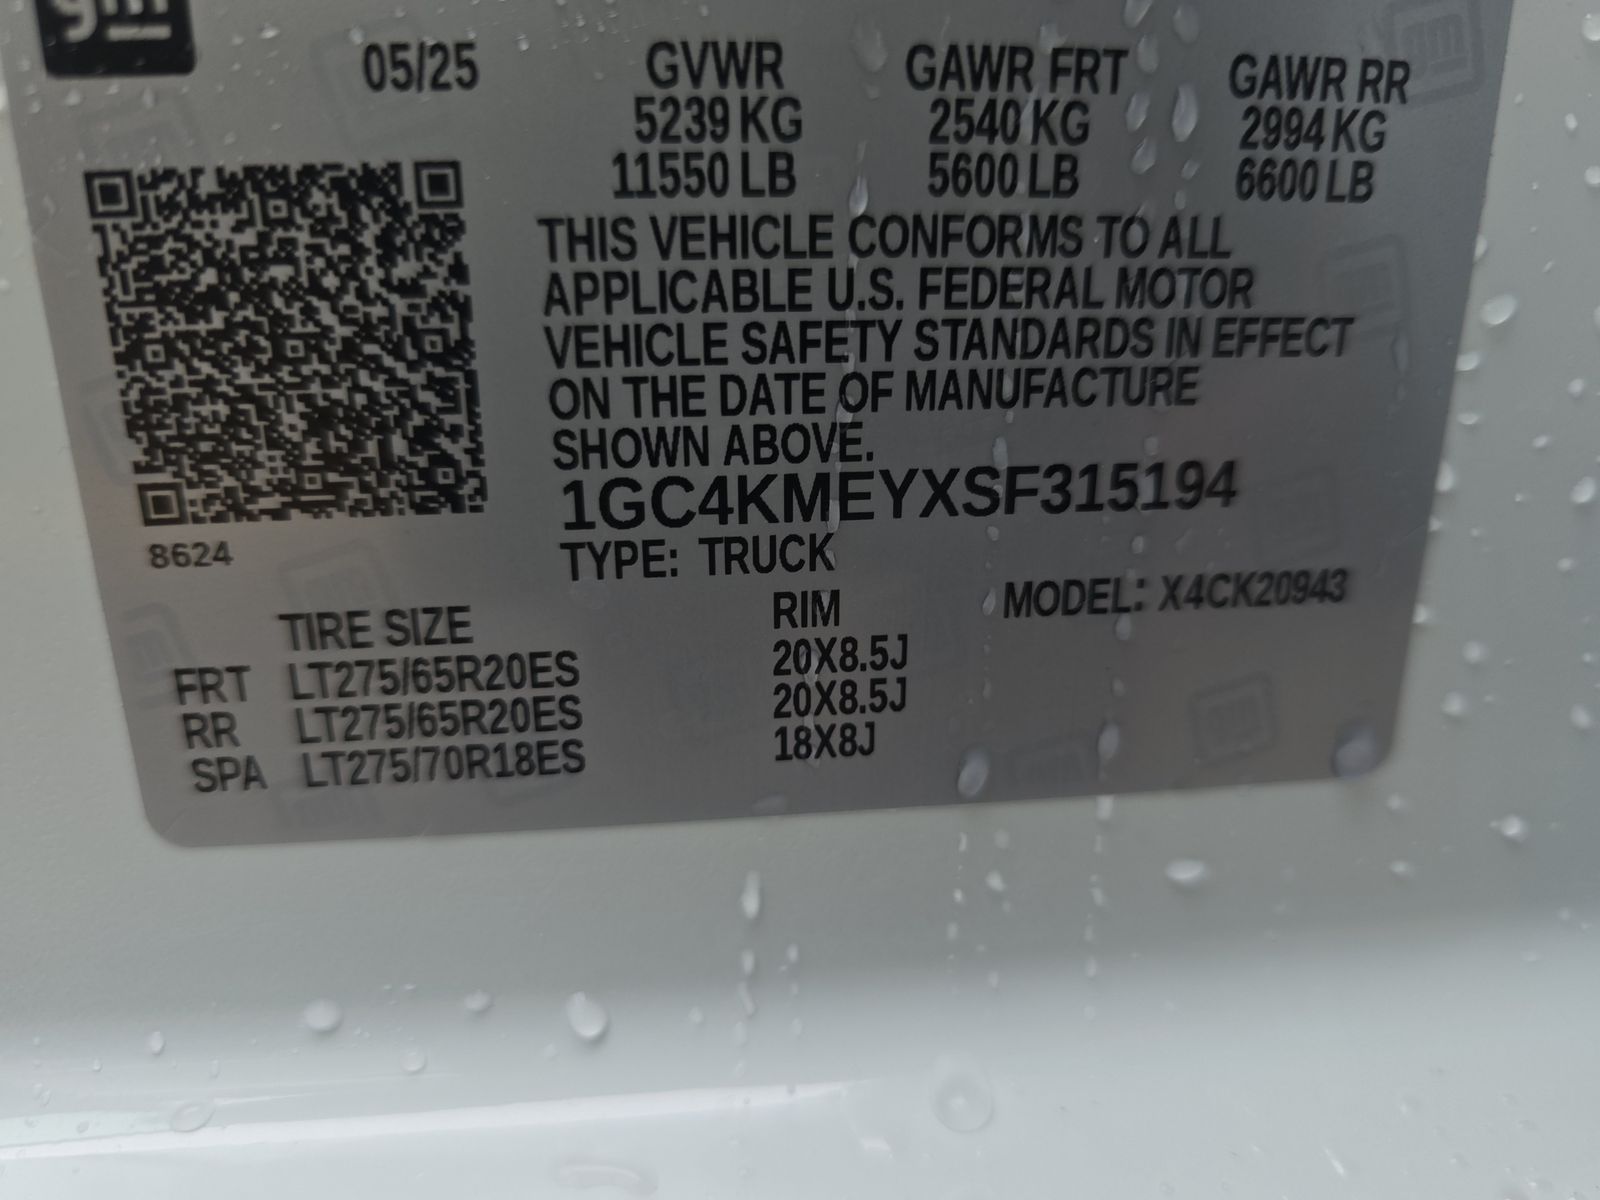 gm
05/25 GVWR GAWR FRT GAWR RR
5239 KG 2540 KG 2994 KG
11550 LB 5600 LB 6600 LB
THIS VEHICLE CONFORMS TO ALL
APPLICABLE U.S. FEDERAL MOTOR
VEHICLE SAFETY STANDARDS IN EFFECT
ON THE DATE OF MANUFACTURE
SHOWN ABOVE.
1GC4KMEYXSF315194
8624
TYPE: TRUCK
TIRE SIZE RIM MODEL: X4CK20943
FRT LT275/65R20ES 20X8.5J
RR LT275/65R20ES 20X8.5J
SPA LT275/70R18ES 18X8J